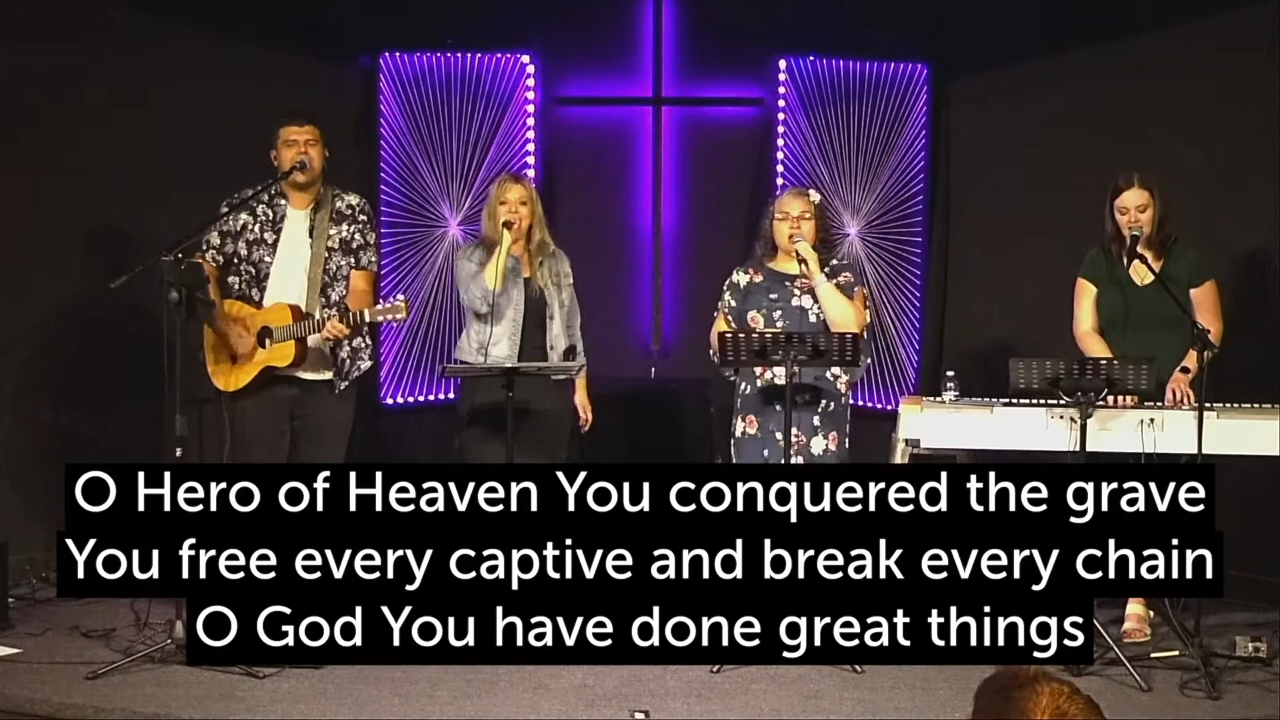 O Hero of Heaven You conquered the grave
You free every captive and break every chain
O God You have done great things